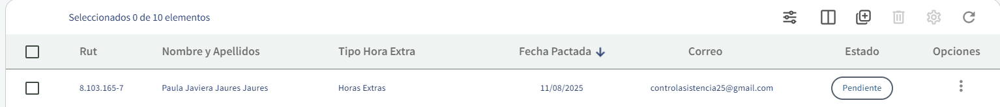 Seleccionados 0 de 10 elementos
Rut Nombre y Apellidos Tipo Hora Extra Fecha Pactada Correo Estado Opciones
8.103.165-7 Paula Javiera Jaures Jaures Horas Extras 11/08/2025 controlasistencia25@gmail.com Pendiente